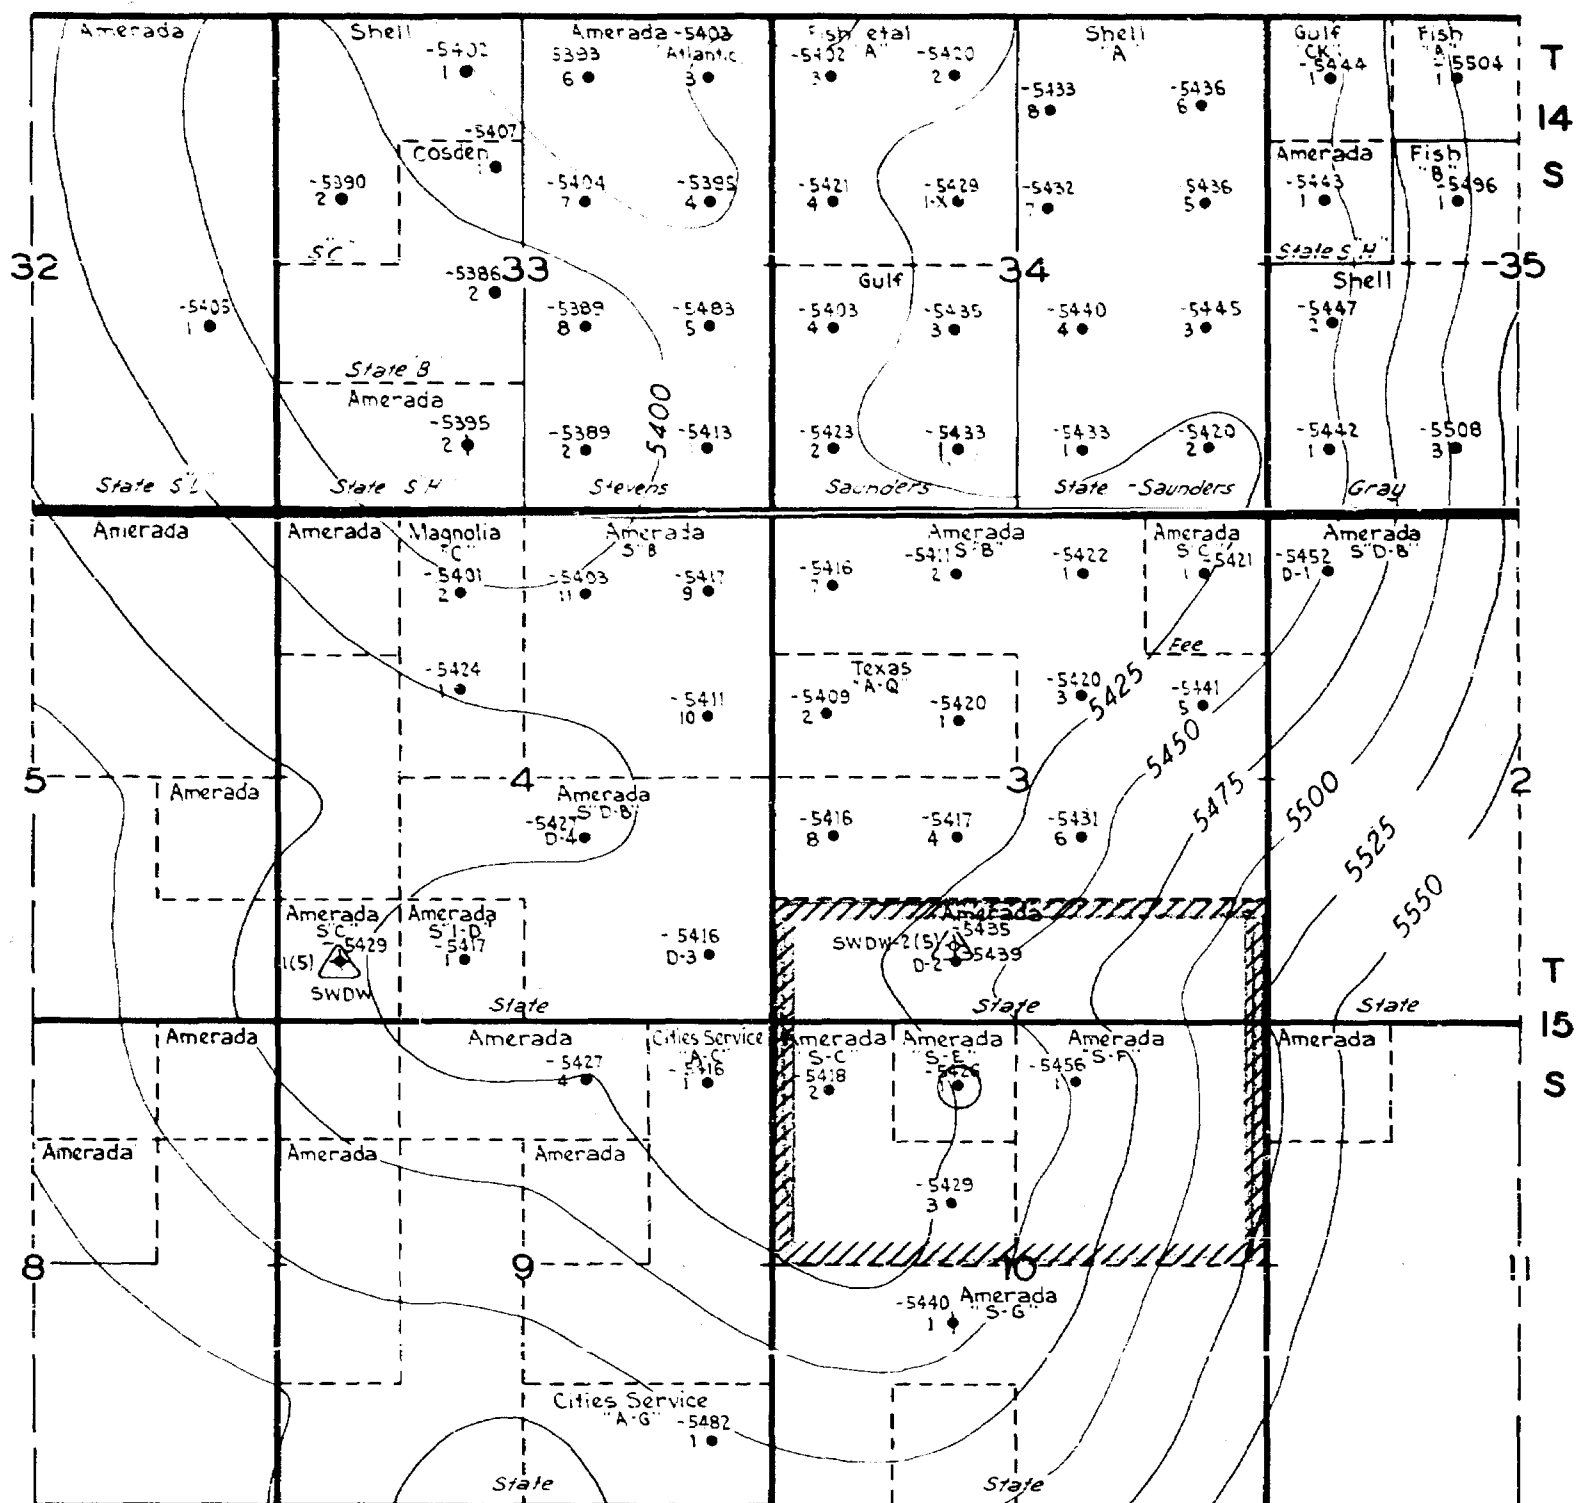 Amerada
Shell
-5402
1
Amerada
-5403
5393
6
Atlantic
3
Fish etal
"A"
-5402
3
-5420
2
Shell
"A"
-5433
8
-5436
6
Gulf
"CK"
-5444
1
Fish
"A"
-5504
1
T
14
S
-5407
Cosden
1
-5390
2
S"C"
-5404
7
-5395
4
-5421
4
-5429
1-X
-5432
7
-5436
5
Amerada
-5443
1
State S"H"
Fish
"B"
-5496
1
32
33
34
35
-5405
1
-5386
2
-5389
8
-5483
5
Gulf
-5403
4
-5435
3
-5440
4
-5445
3
Shell
-5447
2
State "B"
Amerada
-5395
2
-5389
2
5400
-5413
1
-5423
2
-5433
1
-5433
1
-5420
2
-5442
1
-5508
3
State S"L"
State S"H"
Stevens
Saunders
State - Saunders
Gray
Amerada
Amerada
Magnolia
"C"
-5401
2
Amerada
S"B"
-5403
11
-5417
9
-5416
7
Amerada
S"B"
-5411
2
-5422
1
Amerada
S"C"
-5421
1
Fee
Amerada
S"D-B"
-5452
D-1
-5424
1
-5411
10
Texas
"A-Q"
-5409
2
-5420
1
-5420
3
5425
-5441
5
5450
5
4
3
2
Amerada
Amerada
S"D-B"
-5427
D-4
-5416
8
-5417
4
-5431
6
5475
5500
5525
5550
Amerada
S"C"
-5429
1(5)
SWDW
Amerada
S"1-D"
-5417
1
-5416
D-3
Amerada
-5435
SWDW-2(5)
D-2
-5439
State
State
State
T
15
S
Amerada
Amerada
-5427
4
Cities Service
"A-C"
-5416
1
Amerada
"S-C"
-5418
2
Amerada
"S-E"
-5426
1
Amerada
"S-F"
-5456
1
Amerada
Amerada
Amerada
Amerada
-5429
3
8
9
10
11
Amerada
"S-G"
-5440
1
Cities Service
"A-G"
-5482
1
State
State